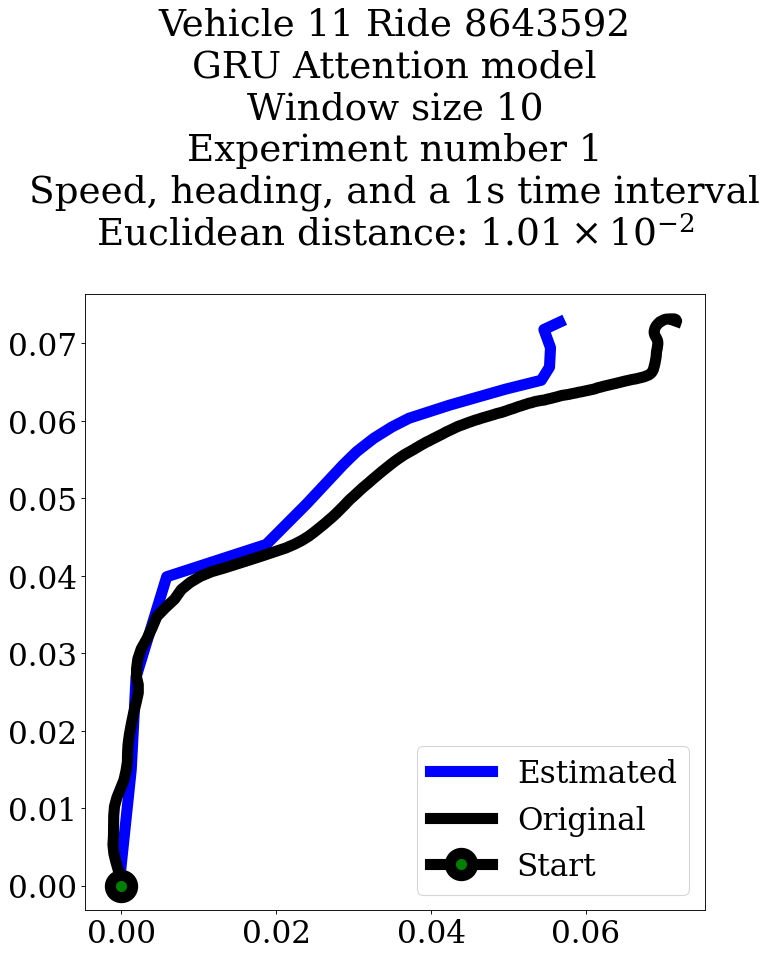 Vehicle 11 Ride 8643592
GRU Attention model
Window size 10
Experiment number 1
Speed, heading, and a 1s time interval
Euclidean distance: 1.01 × 10⁻²
0.07
0.06
0.05
0.04
0.03
0.02
0.01
0.00
Estimated
Original
Start
0.00 0.02 0.04 0.06